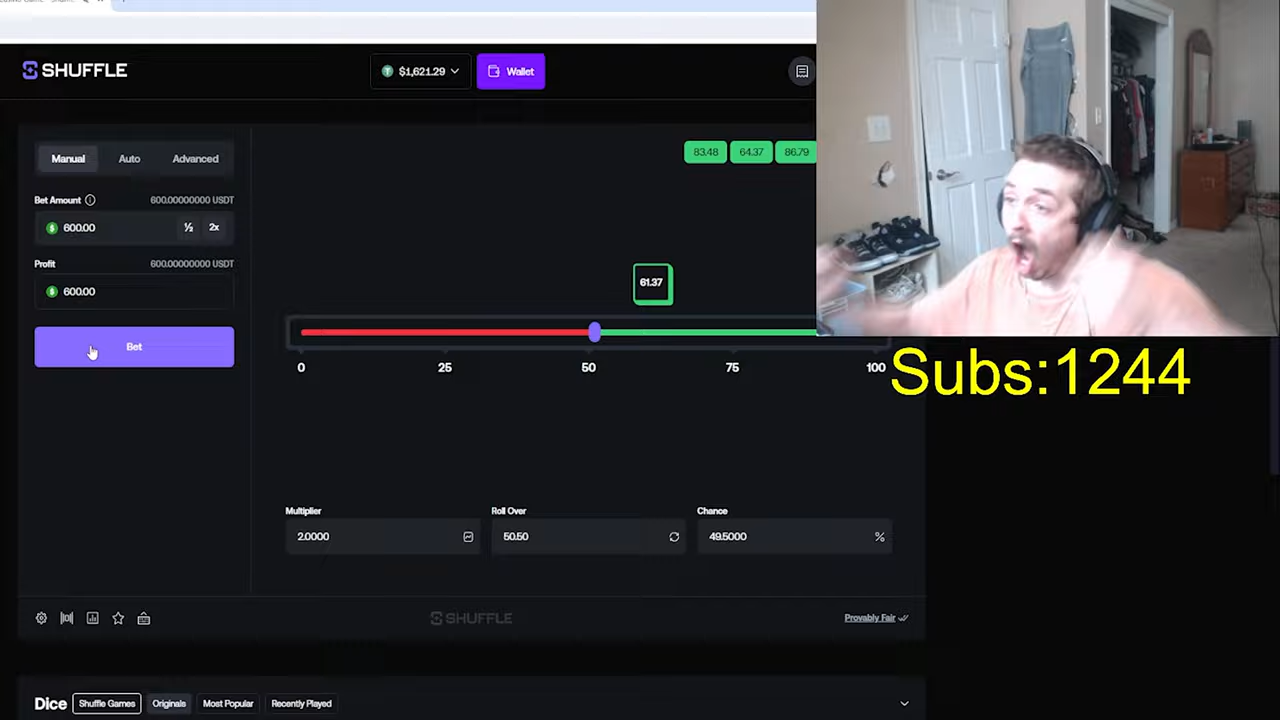 SHUFFLE
$1,621.29
Wallet
Manual
Auto
Advanced
83.48
64.37
86.79
Bet Amount
600.00000000 USDT
600.00
½
2x
Profit
600.00000000 USDT
600.00
61.37
Bet
0
25
50
75
100
Subs:1244
Multiplier
Roll Over
Chance
2.0000
50.50
49.5000
%
SHUFFLE
Provably Fair
Dice
Shuffle Games
Originals
Most Popular
Recently Played